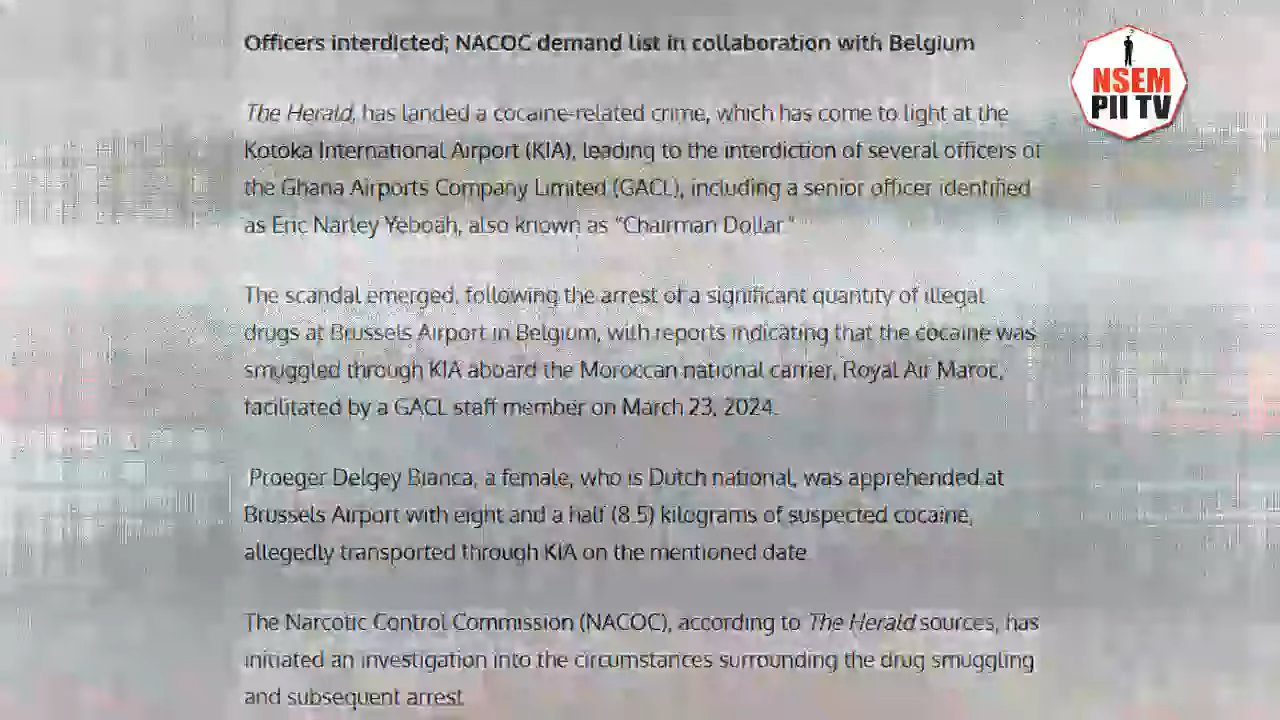 Officers interdicted; NACOC demand list in collaboration with Belgium
NSEM
PII TV
The Herald, has landed a cocaine-related crime, which has come to light at the
Kotoka International Airport (KIA), leading to the interdiction of several officers of
the Ghana Airports Company Limited (GACL), including a senior officer identified
as Eric Nartey Yeboah, also known as "Chairman Dollar."
The scandal emerged, following the arrest of a significant quantity of illegal
drugs at Brussels Airport in Belgium, with reports indicating that the cocaine was
smuggled through KIA aboard the Moroccan national carrier, Royal Air Maroc,
facilitated by a GACL staff member on March 23, 2024.
Proeger Delgey Bianca, a female, who is Dutch national, was apprehended at
Brussels Airport with eight and a half (8.5) kilograms of suspected cocaine,
allegedly transported through KIA on the mentioned date.
The Narcotic Control Commission (NACOC), according to The Herald sources, has
initiated an investigation into the circumstances surrounding the drug smuggling
and subsequent arrest.